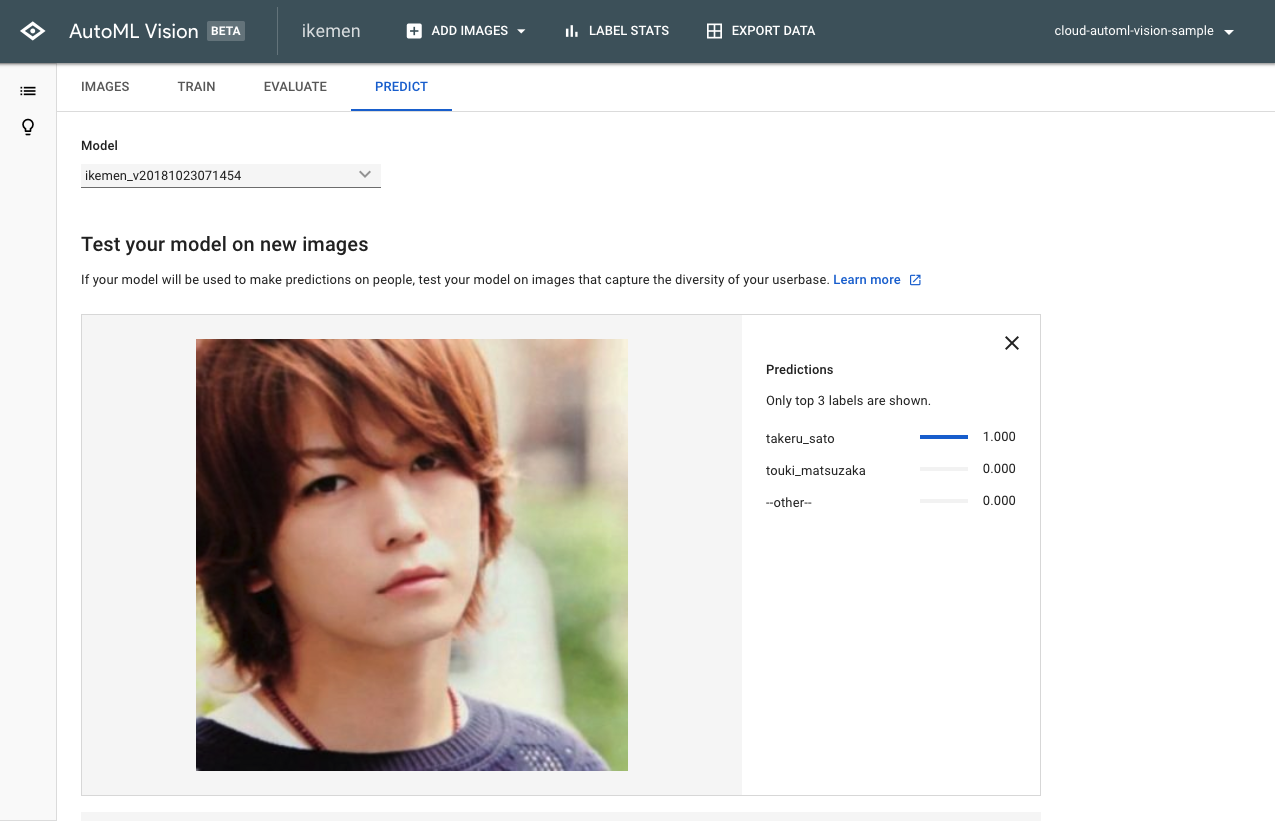 AutoML Vision BETA ikemen ADD IMAGES LABEL STATS EXPORT DATA cloud-automl-vision-sample
IMAGES TRAIN EVALUATE PREDICT
Model
ikemen_v20181023071454
Test your model on new images
If your model will be used to make predictions on people, test your model on images that capture the diversity of your userbase. Learn more
Predictions
Only top 3 labels are shown.
takeru_sato 1.000
touki_matsuzaka 0.000
--other-- 0.000